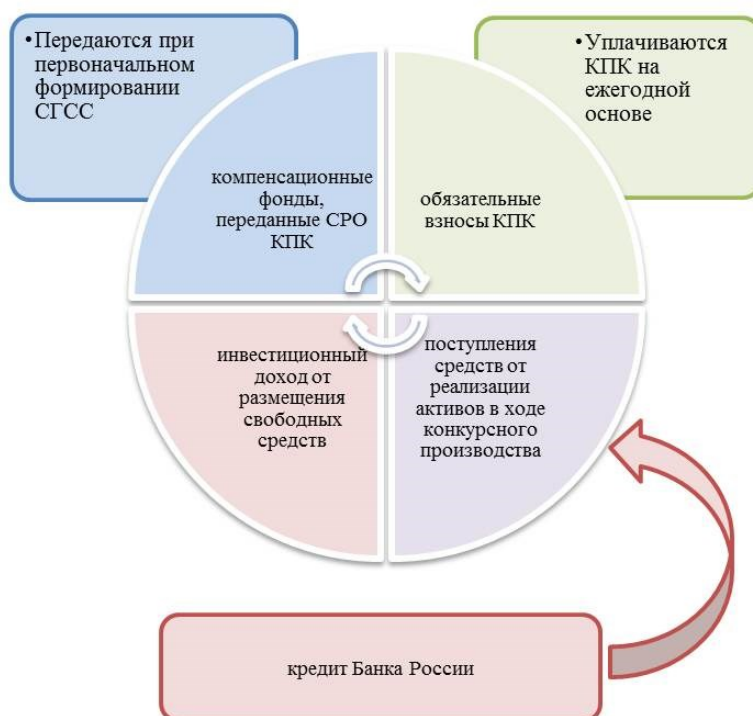 •Передаются при
первоначальном
формировании
СГСС
•Уплачиваются
КПК на
ежегодной
основе
компенсационные
фонды,
переданные СРО
КПК
обязательные
взносы КПК
инвестиционный
доход от
размещения
свободных
средств
поступления
средств от
реализации
активов в ходе
конкурсного
производства
кредит Банка России